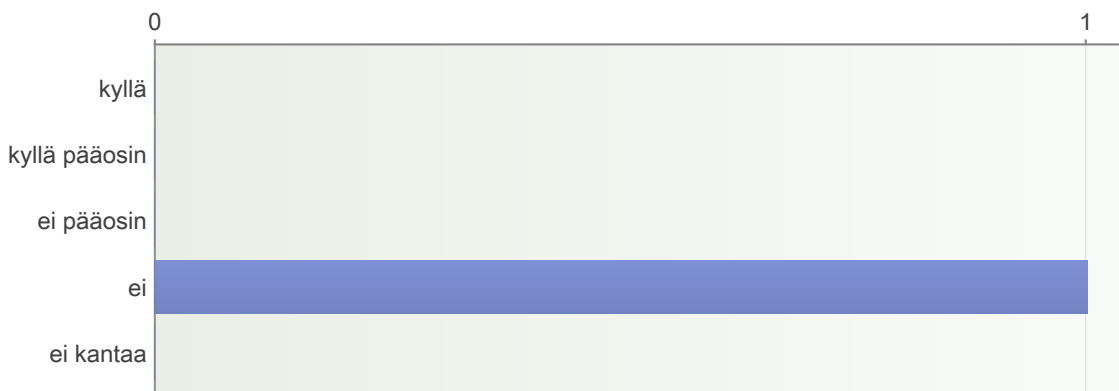 0 1
kyllä
kyllä pääosin
ei pääosin
ei
ei kantaa